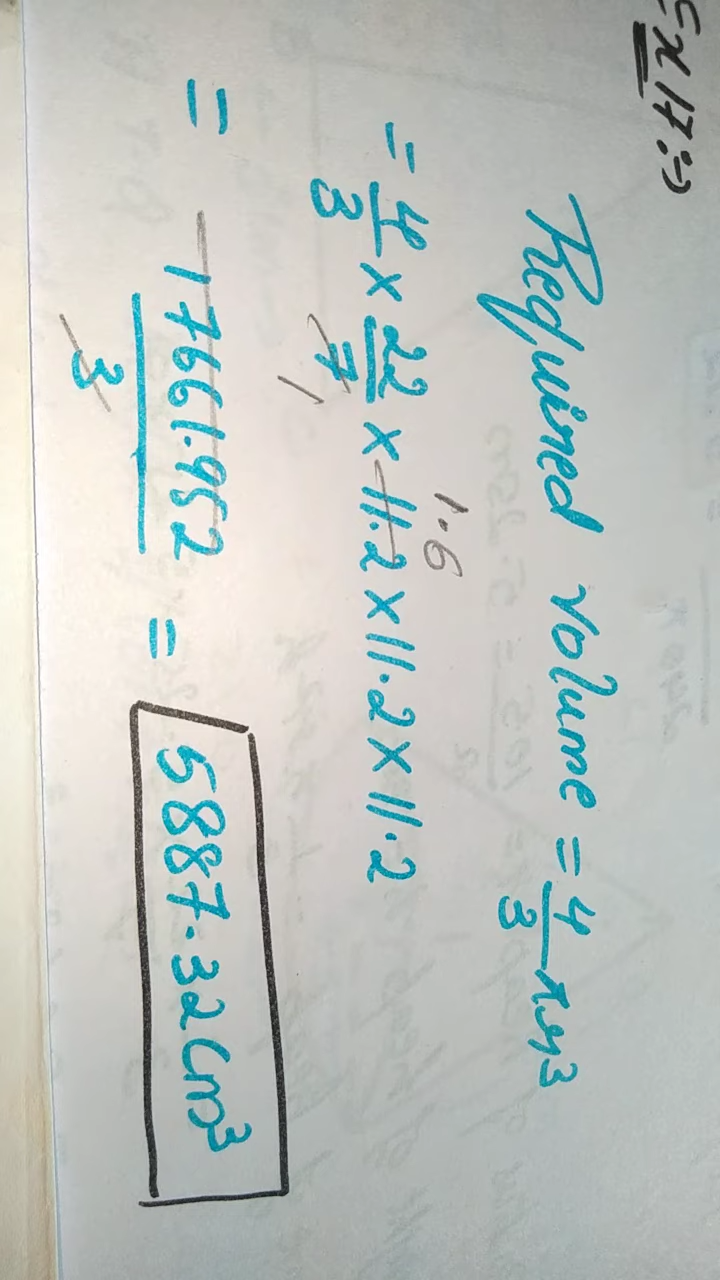 Ex 17:-)
Required volume = 4/3 πr³
= 4/3 × 22/7 × 11.2 × 11.2 × 11.2
1.6
1
= 17661.952/3 = 5887.32 cm³